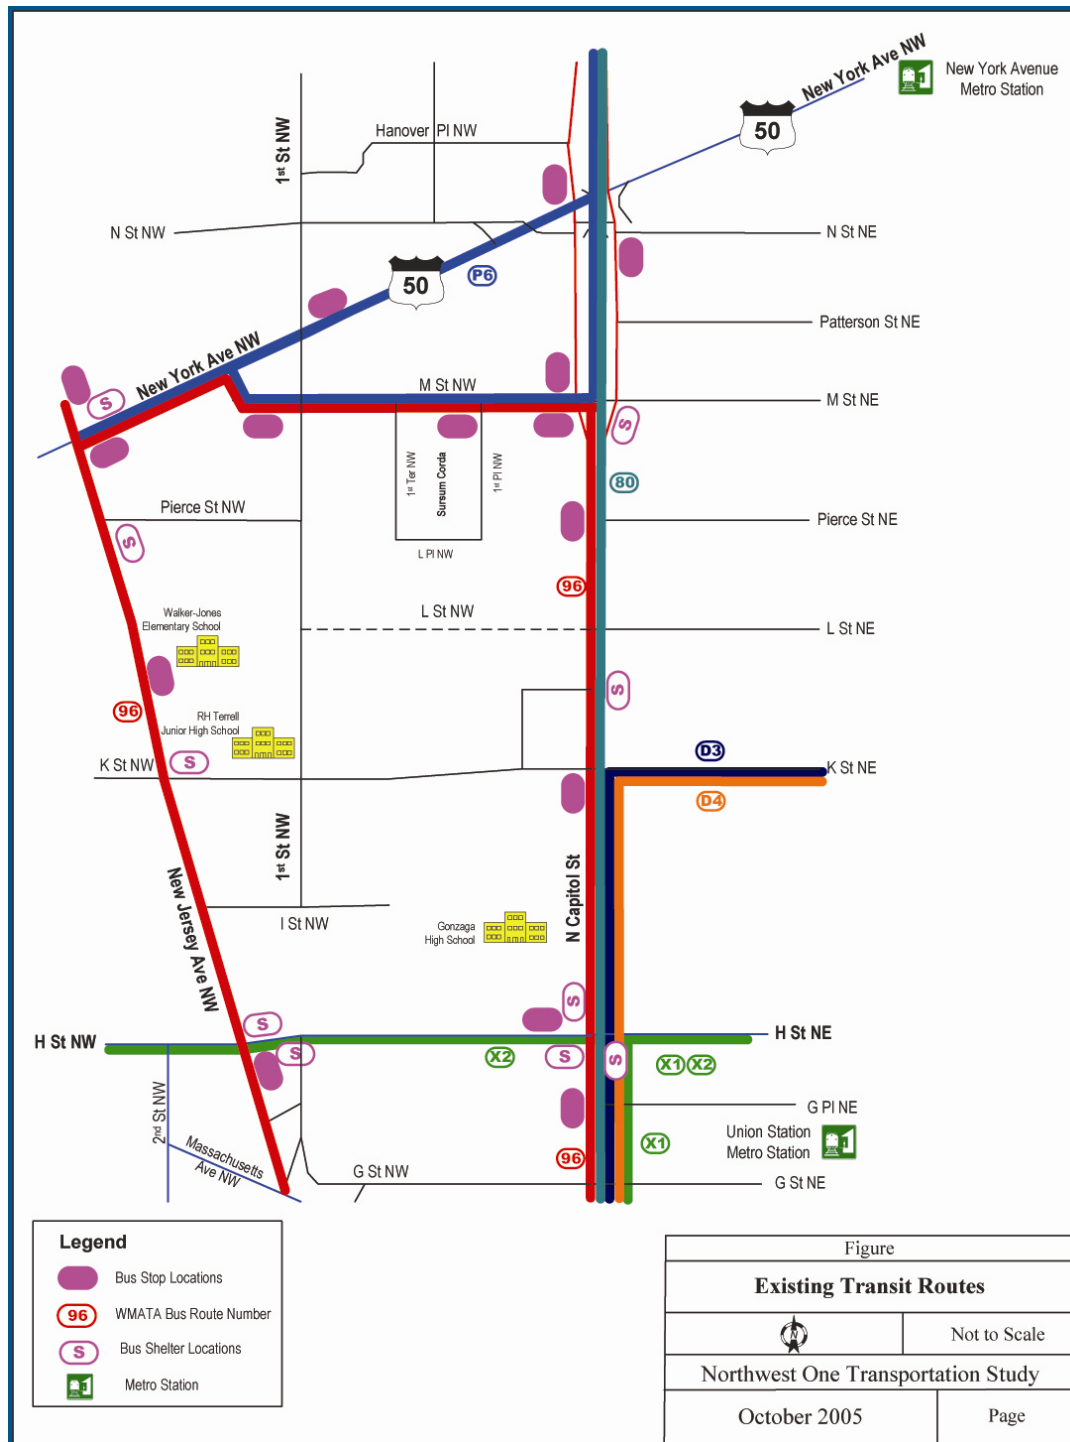 New York Ave NW
New York Avenue
Metro Station
50
1st St NW
Hanover Pl NW
N St NW
N St NE
50
P6
Patterson St NE
New York Ave NW
S
M St NW
M St NE
S
1st Ter NW
Sursum Corda
1st Pl NW
80
Pierce St NW
Pierce St NE
S
L Pl NW
96
Walker-Jones
Elementary School
L St NW
L St NE
S
96
RH Terrell
Junior High School
D3
K St NW
S
K St NE
D4
1st St NW
New Jersey Ave NW
I St NW
Gonzaga
High School
N Capitol St
S
S
H St NW
H St NE
S
X2
S
S
X1
X2
2nd St NW
G Pl NE
Massachusetts
Ave NW
Union Station
Metro Station
X1
96
G St NW
G St NE
Legend
Bus Stop Locations
96
WMATA Bus Route Number
S
Bus Shelter Locations
Metro Station
Figure
Existing Transit Routes
N
Not to Scale
Northwest One Transportation Study
October 2005
Page